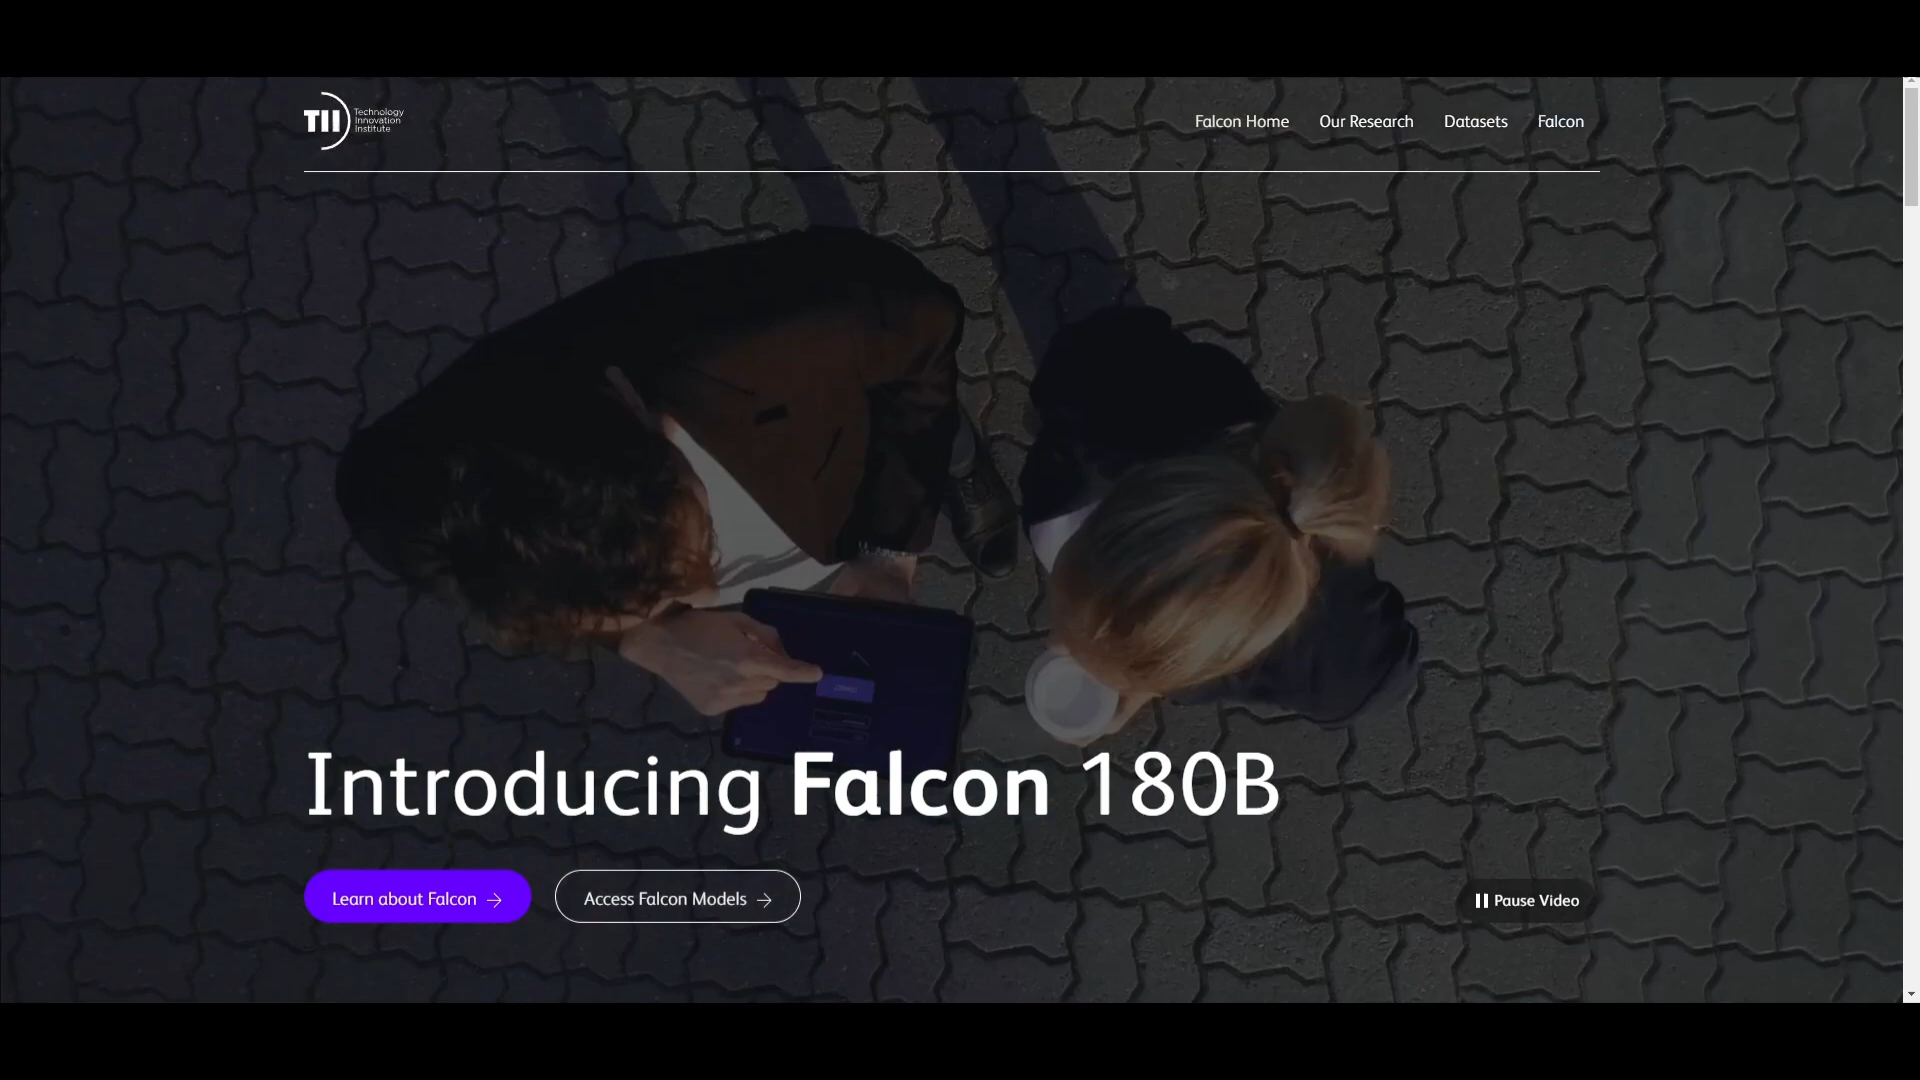 TII Technology
Innovation
Institute
Falcon Home Our Research Datasets Falcon
Introducing Falcon 180B
Learn about Falcon →
Access Falcon Models →
Pause Video